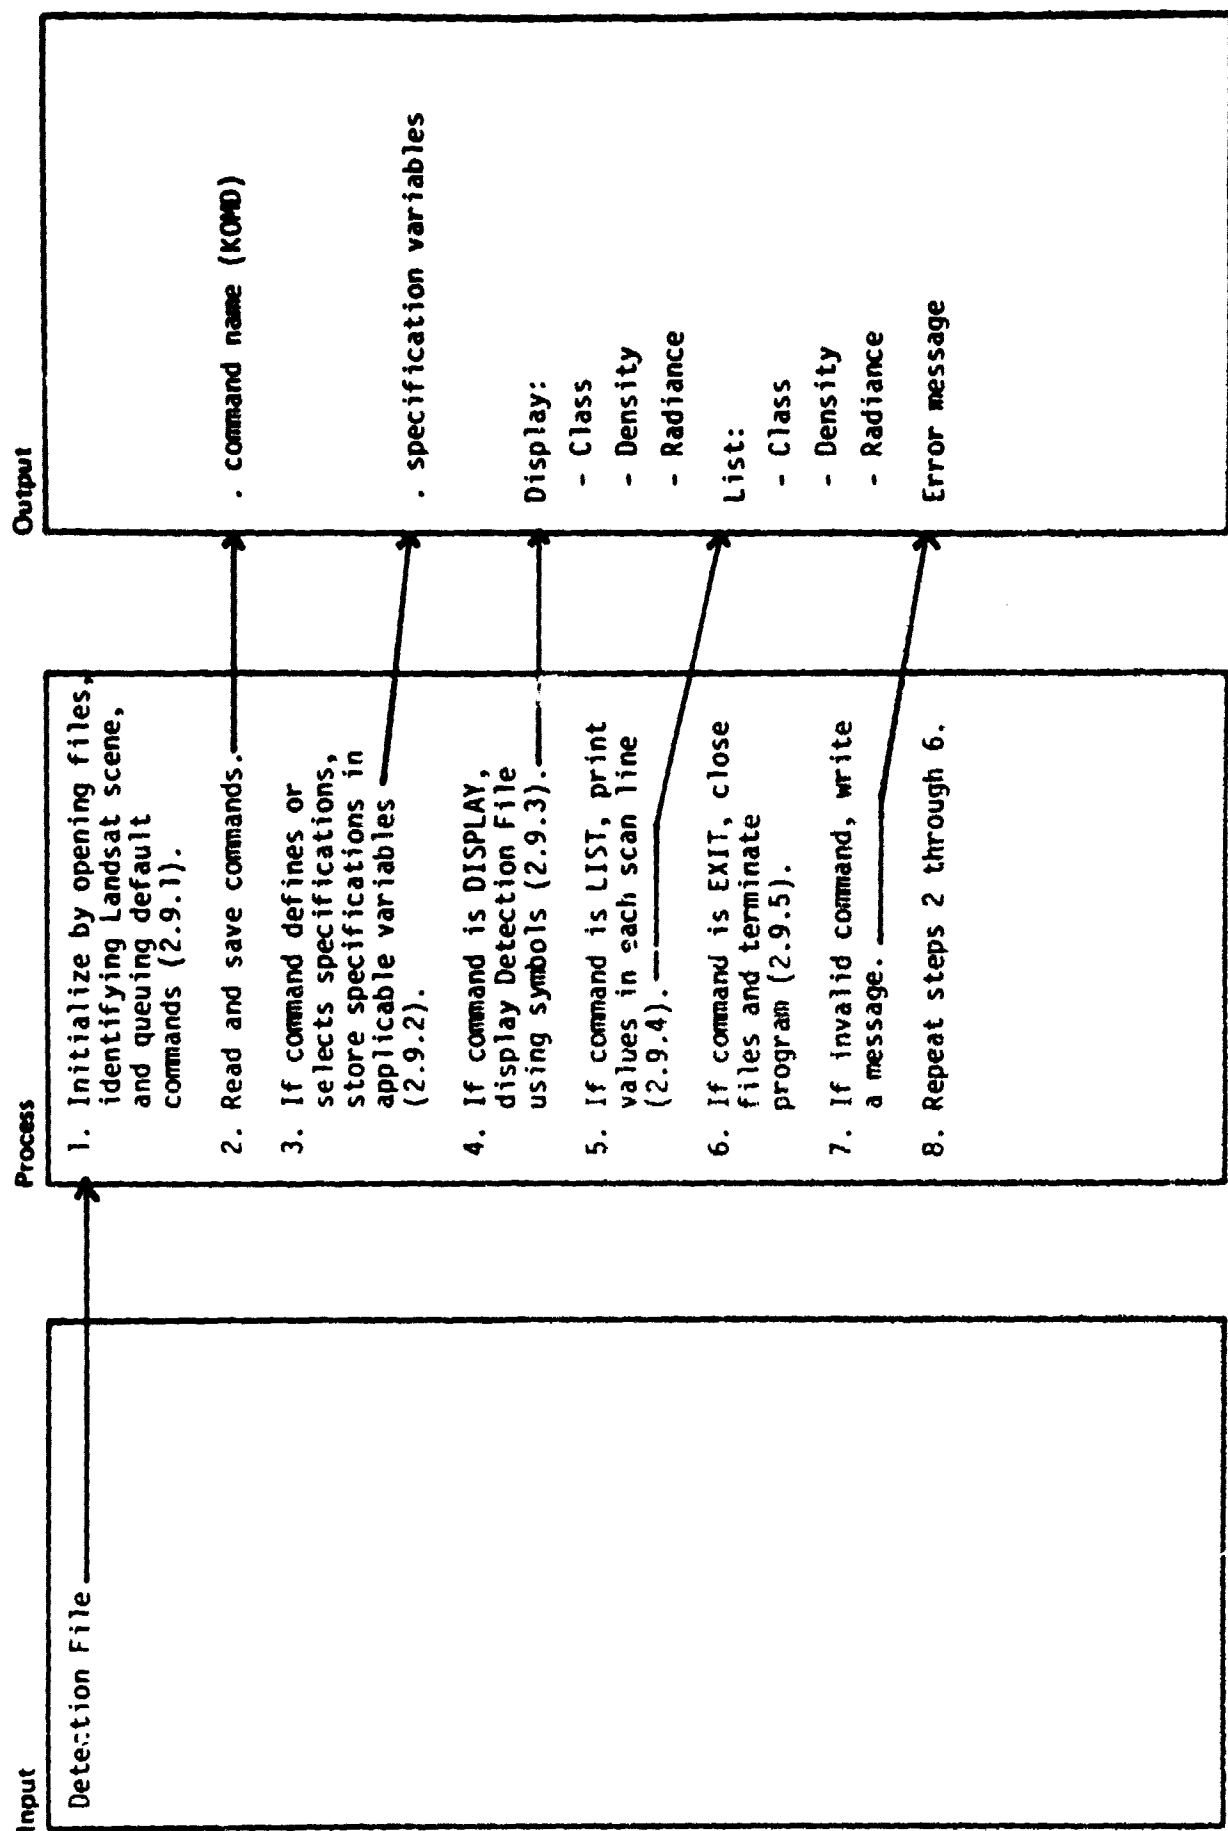 Input
Detection File
Process
1. Initialize by opening files,
identifying Landsat scene,
and queuing default
commands (2.9.1).
2. Read and save commands.
3. If command defines or
selects specifications,
store specifications in
applicable variables
(2.9.2).
4. If command is DISPLAY,
display Detection File
using symbols (2.9.3).
5. If command is LIST, print
values in each scan line
(2.9.4).
6. If command is EXIT, close
files and terminate
program (2.9.5).
7. If invalid command, write
a message.
8. Repeat steps 2 through 6.
Output
. command name (KOMD)
. specification variables
Display:
- Class
- Density
- Radiance
List:
- Class
- Density
- Radiance
Error message